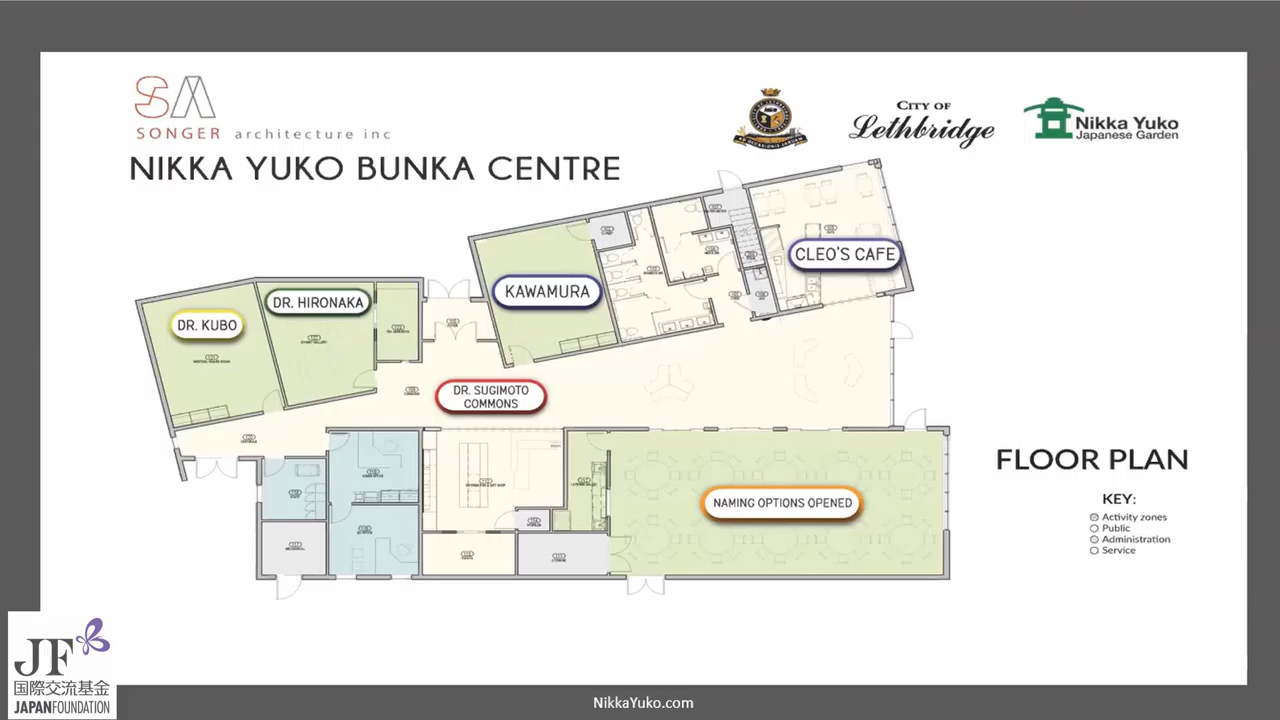 SONGER architecture inc
NIKKA YUKO BUNKA CENTRE
CITY OF
Lethbridge
Nikka Yuko
Japanese Garden
CLEO'S CAFE
KAWAMURA
DR. HIRONAKA
DR. KUBO
DR. SUGIMOTO
COMMONS
NAMING OPTIONS OPENED
FLOOR PLAN
KEY:
Activity zones
Public
Administration
Service
JF
国際交流基金
JAPANFOUNDATION
NikkaYuko.com